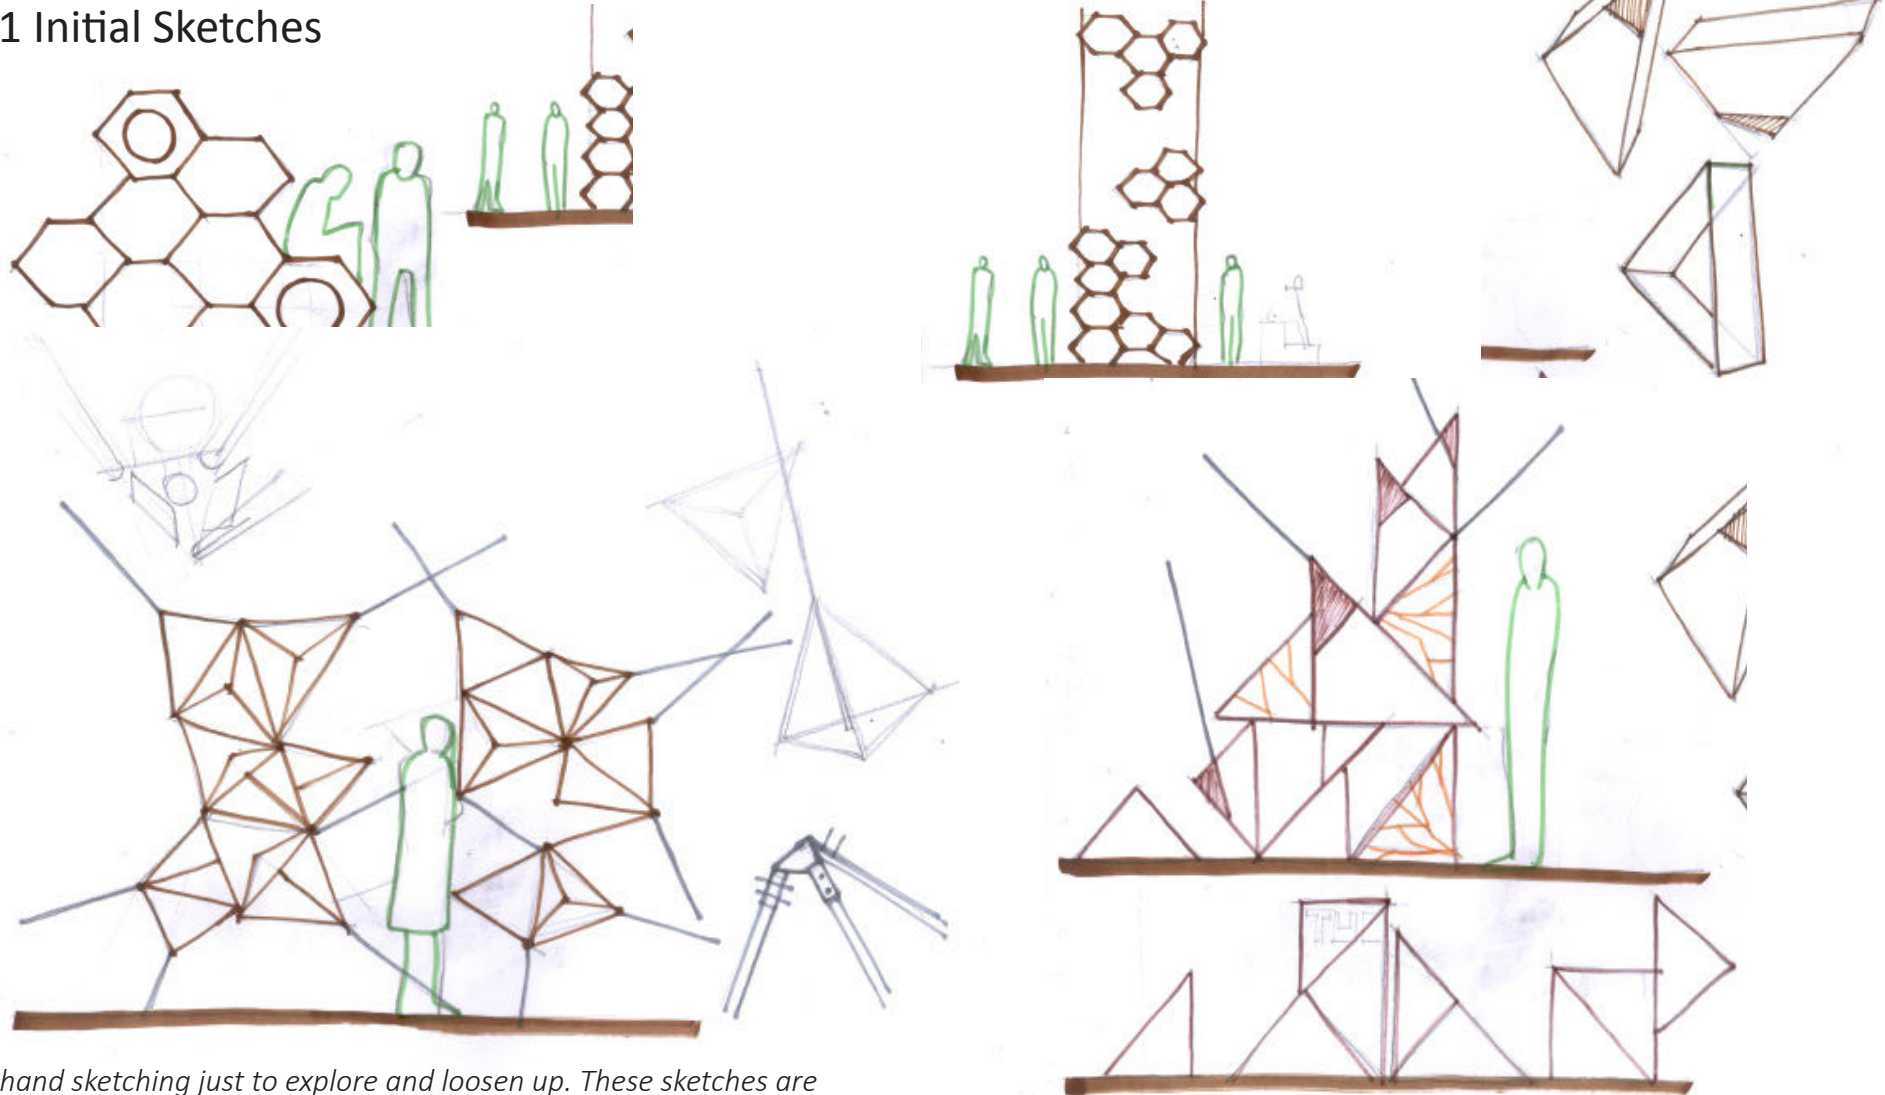 1 Initial Sketches
hand sketching just to explore and loosen up. These sketches are